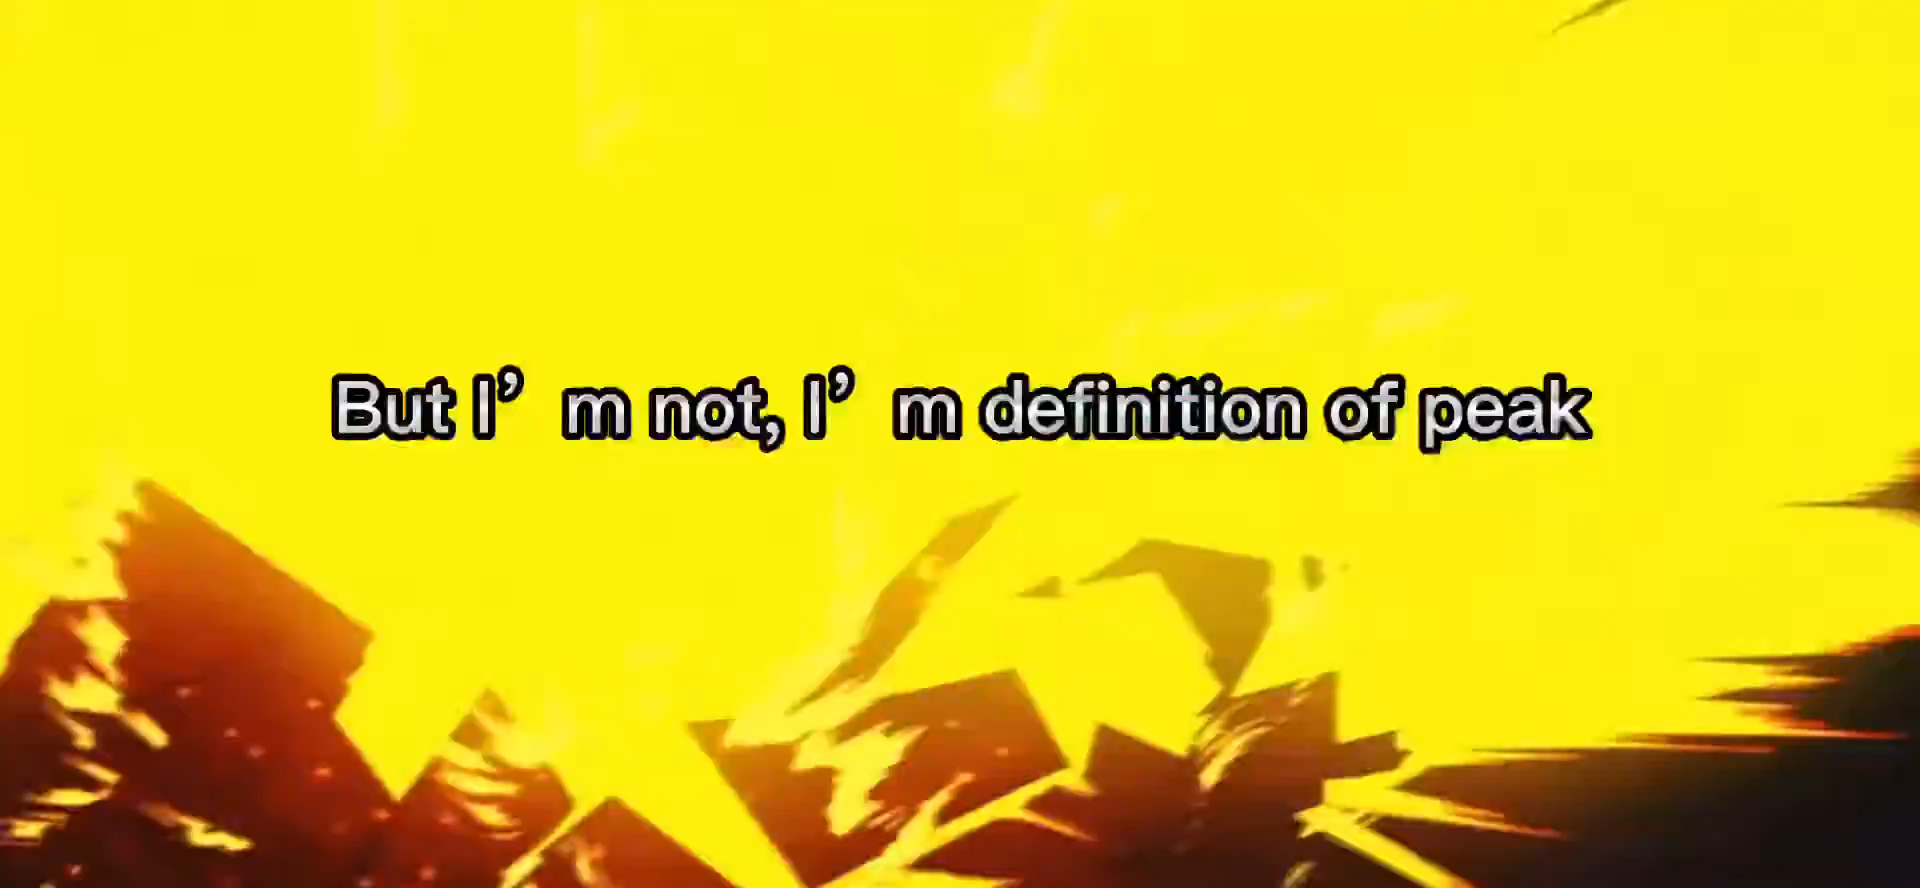 But I’m not, I’m definition of peak